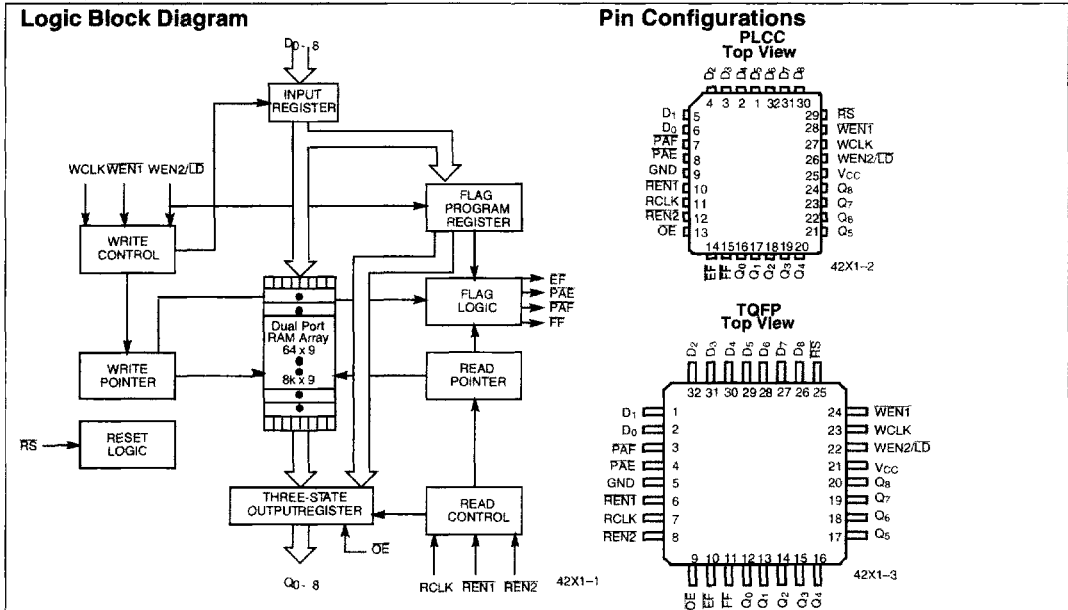 Logic Block Diagram
D0-8
INPUT
REGISTER
WCLK WEN1 WEN2/LD
FLAG
PROGRAM
REGISTER
WRITE
CONTROL
FLAG
LOGIC
EF
PAE
PAF
FF
Dual Port
RAM Array
64 x 9
8k x 9
WRITE
POINTER
READ
POINTER
RS
RESET
LOGIC
THREE-STATE
OUTPUTREGISTER
READ
CONTROL
OE
Q0-8
RCLK REN1 REN2
42X1–1
Pin Configurations
PLCC
Top View
D2 D3 D4 D5 D6 D7 D8
4 3 2 1 32 31 30
D1 5
D0 6
PAF 7
PAE 8
GND 9
REN1 10
RCLK 11
REN2 12
OE 13
29 RS
28 WEN1
27 WCLK
26 WEN2/LD
25 VCC
24 Q8
23 Q7
22 Q6
21 Q5
14 15 16 17 18 19 20
EF FF Q0 Q1 Q2 Q3 Q4
42X1–2
TQFP
Top View
D2 D3 D4 D5 D6 D7 D8 RS
32 31 30 29 28 27 26 25
D1 1
D0 2
PAF 3
PAE 4
GND 5
REN1 6
RCLK 7
REN2 8
24 WEN1
23 WCLK
22 WEN2/LD
21 VCC
20 Q8
19 Q7
18 Q6
17 Q5
9 10 11 12 13 14 15 16
OE EF FF Q0 Q1 Q2 Q3 Q4
42X1–3